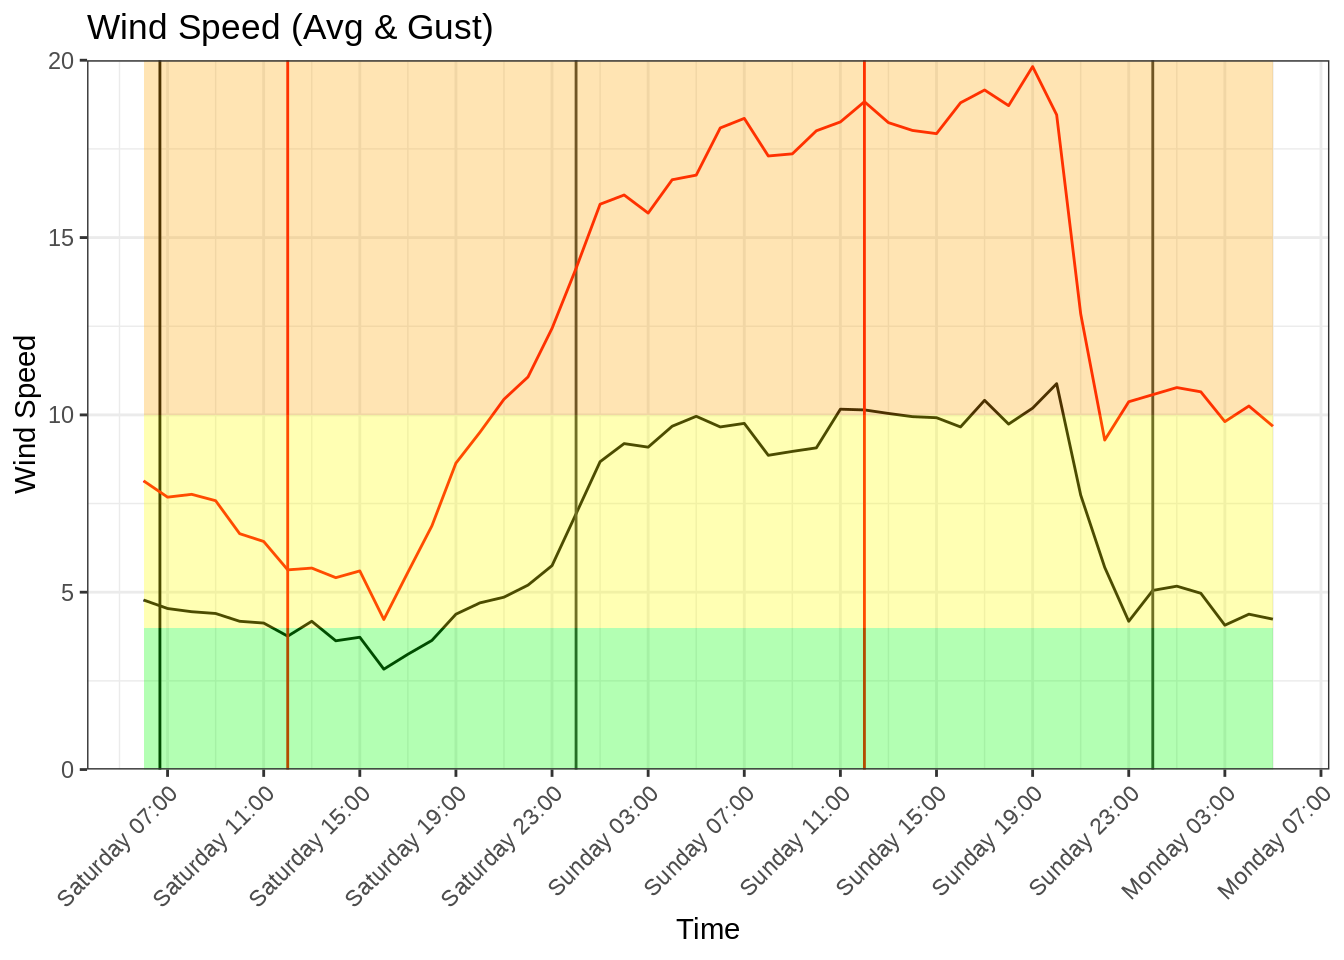 Wind Speed (Avg & Gust)
20
15
10
5
0
Wind Speed
Saturday 07:00
Saturday 11:00
Saturday 15:00
Saturday 19:00
Saturday 23:00
Sunday 03:00
Sunday 07:00
Sunday 11:00
Sunday 15:00
Sunday 19:00
Sunday 23:00
Monday 03:00
Monday 07:00
Time